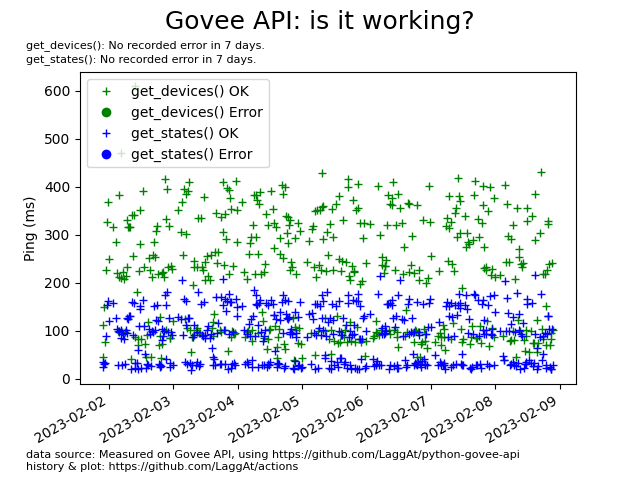 Govee API: is it working?
get_devices(): No recorded error in 7 days.
get_states(): No recorded error in 7 days.
get_devices() OK
get_devices() Error
get_states() OK
get_states() Error
Ping (ms)
600
500
400
300
200
100
0
2023-02-02
2023-02-03
2023-02-04
2023-02-05
2023-02-06
2023-02-07
2023-02-08
2023-02-09
data source: Measured on Govee API, using https://github.com/LaggAt/python-govee-api
history & plot: https://github.com/LaggAt/actions